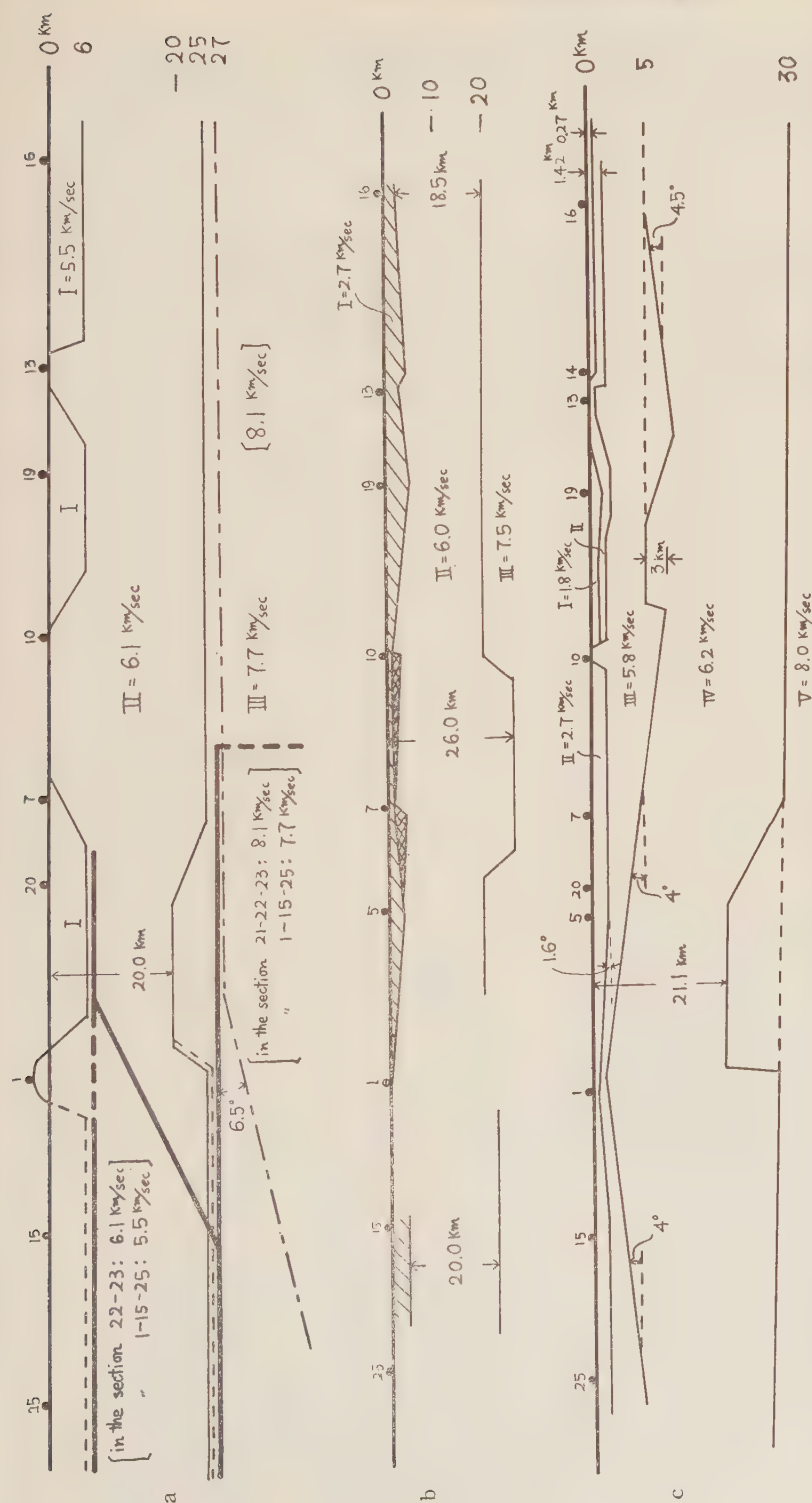 25 15 1 20 7 10 19 13 16 0 Km
6
I I I = 5.5 Km/sec
[in the section 22-23: 6.1 Km/sec]
" 1-15-25: 5.5 Km/sec]
20.0 km
II = 6.1 Km/sec
– 20
25
27
a
6.5°
III = 7.7 Km/sec
[8.1 Km/sec]
[in the section 21-22-23: 8.1 Km/sec]
" 1-15-25: 7.7 Km/sec]
I = 2.7 Km/sec
25 15 1 5 7 10 19 13 16 0 Km
– 10
– 20
18.5 km
II = 6.0 Km/sec
III = 7.5 Km/sec
20.0 km
26.0 km
b
1.42 Km
0.27 Km
25 15 1 5 20 7 10 19 13 14 16 0 Km
5
30
I = 1.8 Km/sec
II
II = 2.7 Km/sec
III = 5.8 Km/sec
3 km
4.5°
4°
1.6°
4°
IV = 6.2 Km/sec
21.1 km
V = 8.0 Km/sec
c